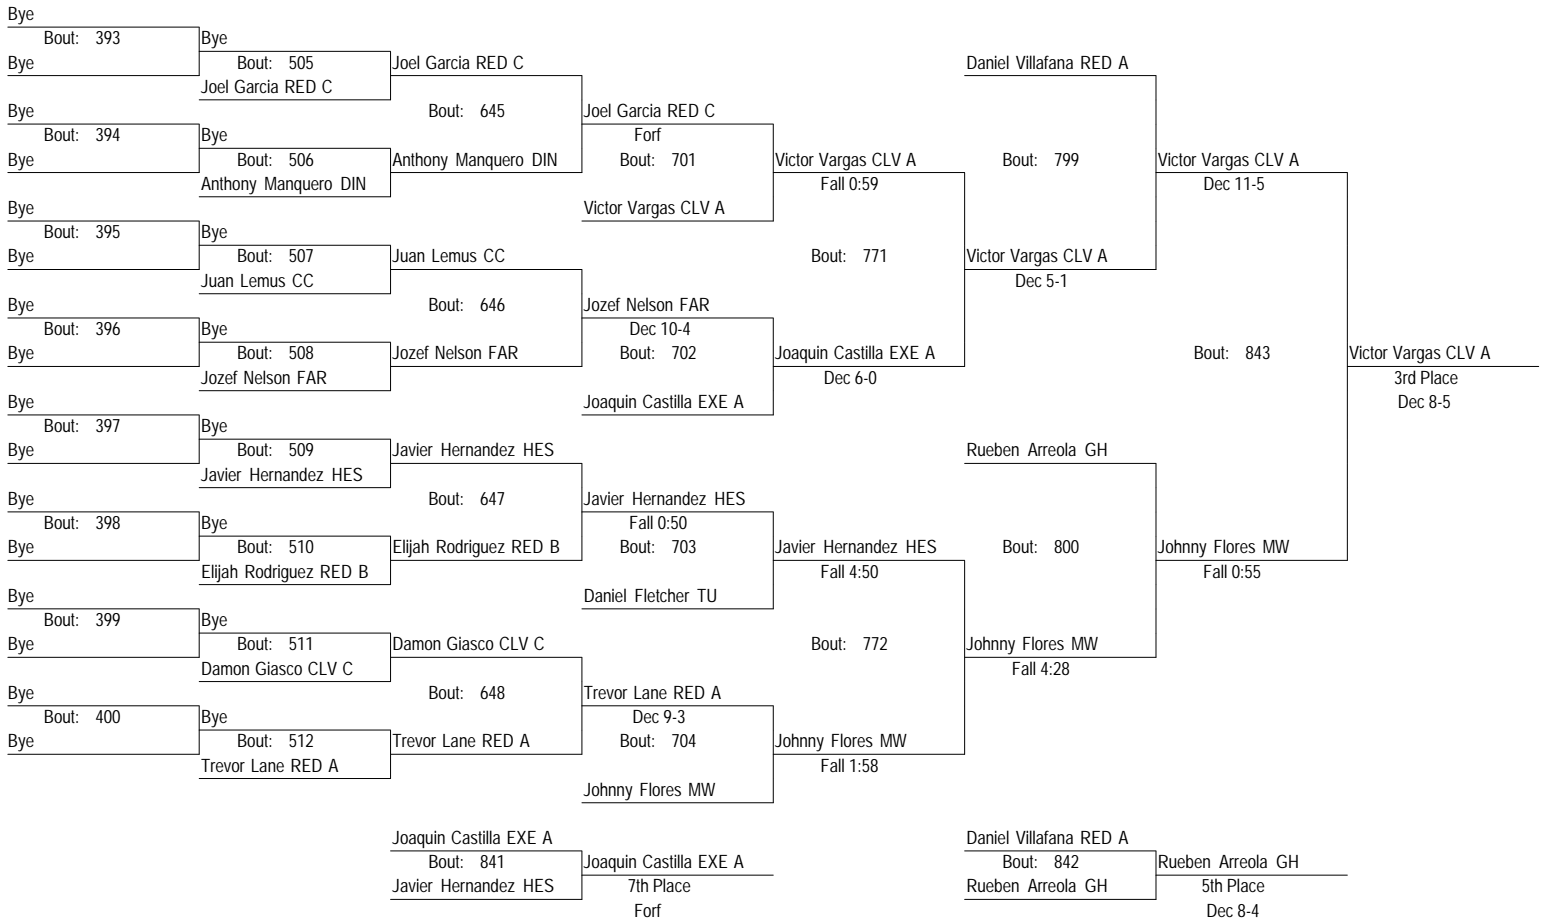 Bye
Bout: 393
Bye
Bye
Bout: 505
Joel Garcia RED C
Bye
Bout: 394
Bye
Bye
Bout: 506
Anthony Manquero DIN
Joel Garcia RED C
Bout: 645
Anthony Manquero DIN
Bye
Bout: 395
Bye
Bye
Bout: 507
Juan Lemus CC
Bye
Bout: 396
Bye
Bye
Bout: 508
Jozef Nelson FAR
Juan Lemus CC
Bout: 646
Jozef Nelson FAR
Bye
Bout: 397
Bye
Bye
Bout: 509
Javier Hernandez HES
Bye
Bout: 398
Bye
Bye
Bout: 510
Elijah Rodriguez RED B
Javier Hernandez HES
Bout: 647
Elijah Rodriguez RED B
Bye
Bout: 399
Bye
Bye
Bout: 511
Damon Giasco CLV C
Bye
Bout: 400
Bye
Bye
Bout: 512
Trevor Lane RED A
Damon Giasco CLV C
Bout: 648
Trevor Lane RED A
Joel Garcia RED C
Forf
Bout: 701
Victor Vargas CLV A
Jozef Nelson FAR
Dec 10-4
Bout: 702
Joaquin Castilla EXE A
Javier Hernandez HES
Fall 0:50
Bout: 703
Daniel Fletcher TU
Trevor Lane RED A
Dec 9-3
Bout: 704
Johnny Flores MW
Victor Vargas CLV A
Fall 0:59
Bout: 771
Joaquin Castilla EXE A
Dec 6-0
Javier Hernandez HES
Fall 4:50
Bout: 772
Johnny Flores MW
Fall 1:58
Daniel Villafana RED A
Bout: 799
Victor Vargas CLV A
Dec 5-1
Rueben Arreola GH
Bout: 800
Johnny Flores MW
Fall 4:28
Victor Vargas CLV A
Dec 11-5
Bout: 843
Johnny Flores MW
Fall 0:55
Victor Vargas CLV A
3rd Place
Dec 8-5
Joaquin Castilla EXE A
Bout: 841
Javier Hernandez HES
Joaquin Castilla EXE A
7th Place
Forf
Daniel Villafana RED A
Bout: 842
Rueben Arreola GH
Rueben Arreola GH
5th Place
Dec 8-4